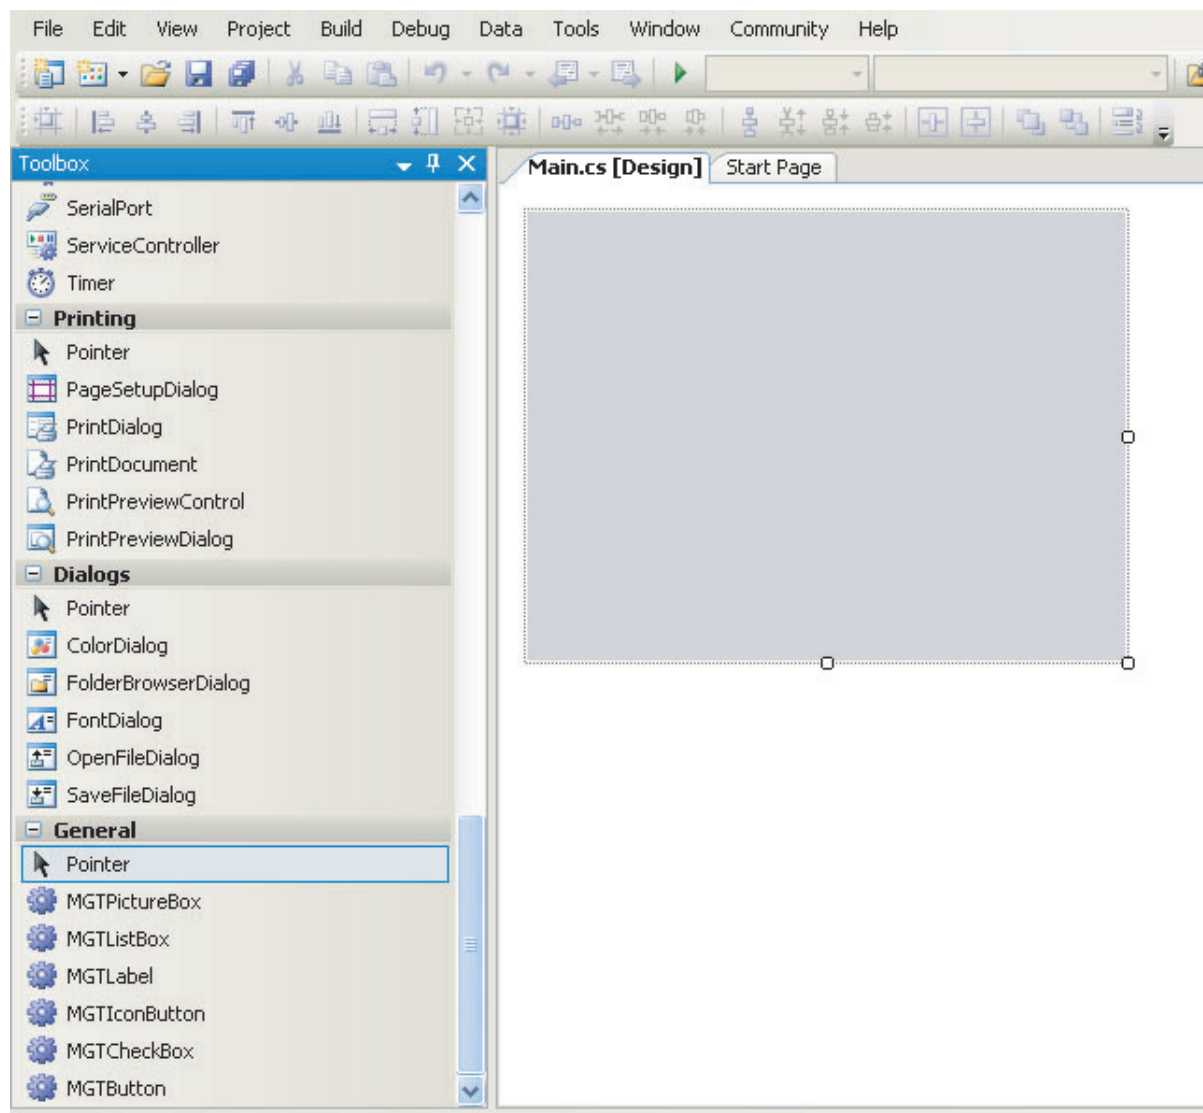 File Edit View Project Build Debug Data Tools Window Community Help
Toolbox
Main.cs [Design] Start Page
SerialPort
ServiceController
Timer
Printing
Pointer
PageSetupDialog
PrintDialog
PrintDocument
PrintPreviewControl
PrintPreviewDialog
Dialogs
Pointer
ColorDialog
FolderBrowserDialog
FontDialog
OpenFileDialog
SaveFileDialog
General
Pointer
MGTPictureBox
MGTListBox
MGTLabel
MGTIconButton
MGTCheckBox
MGTButton